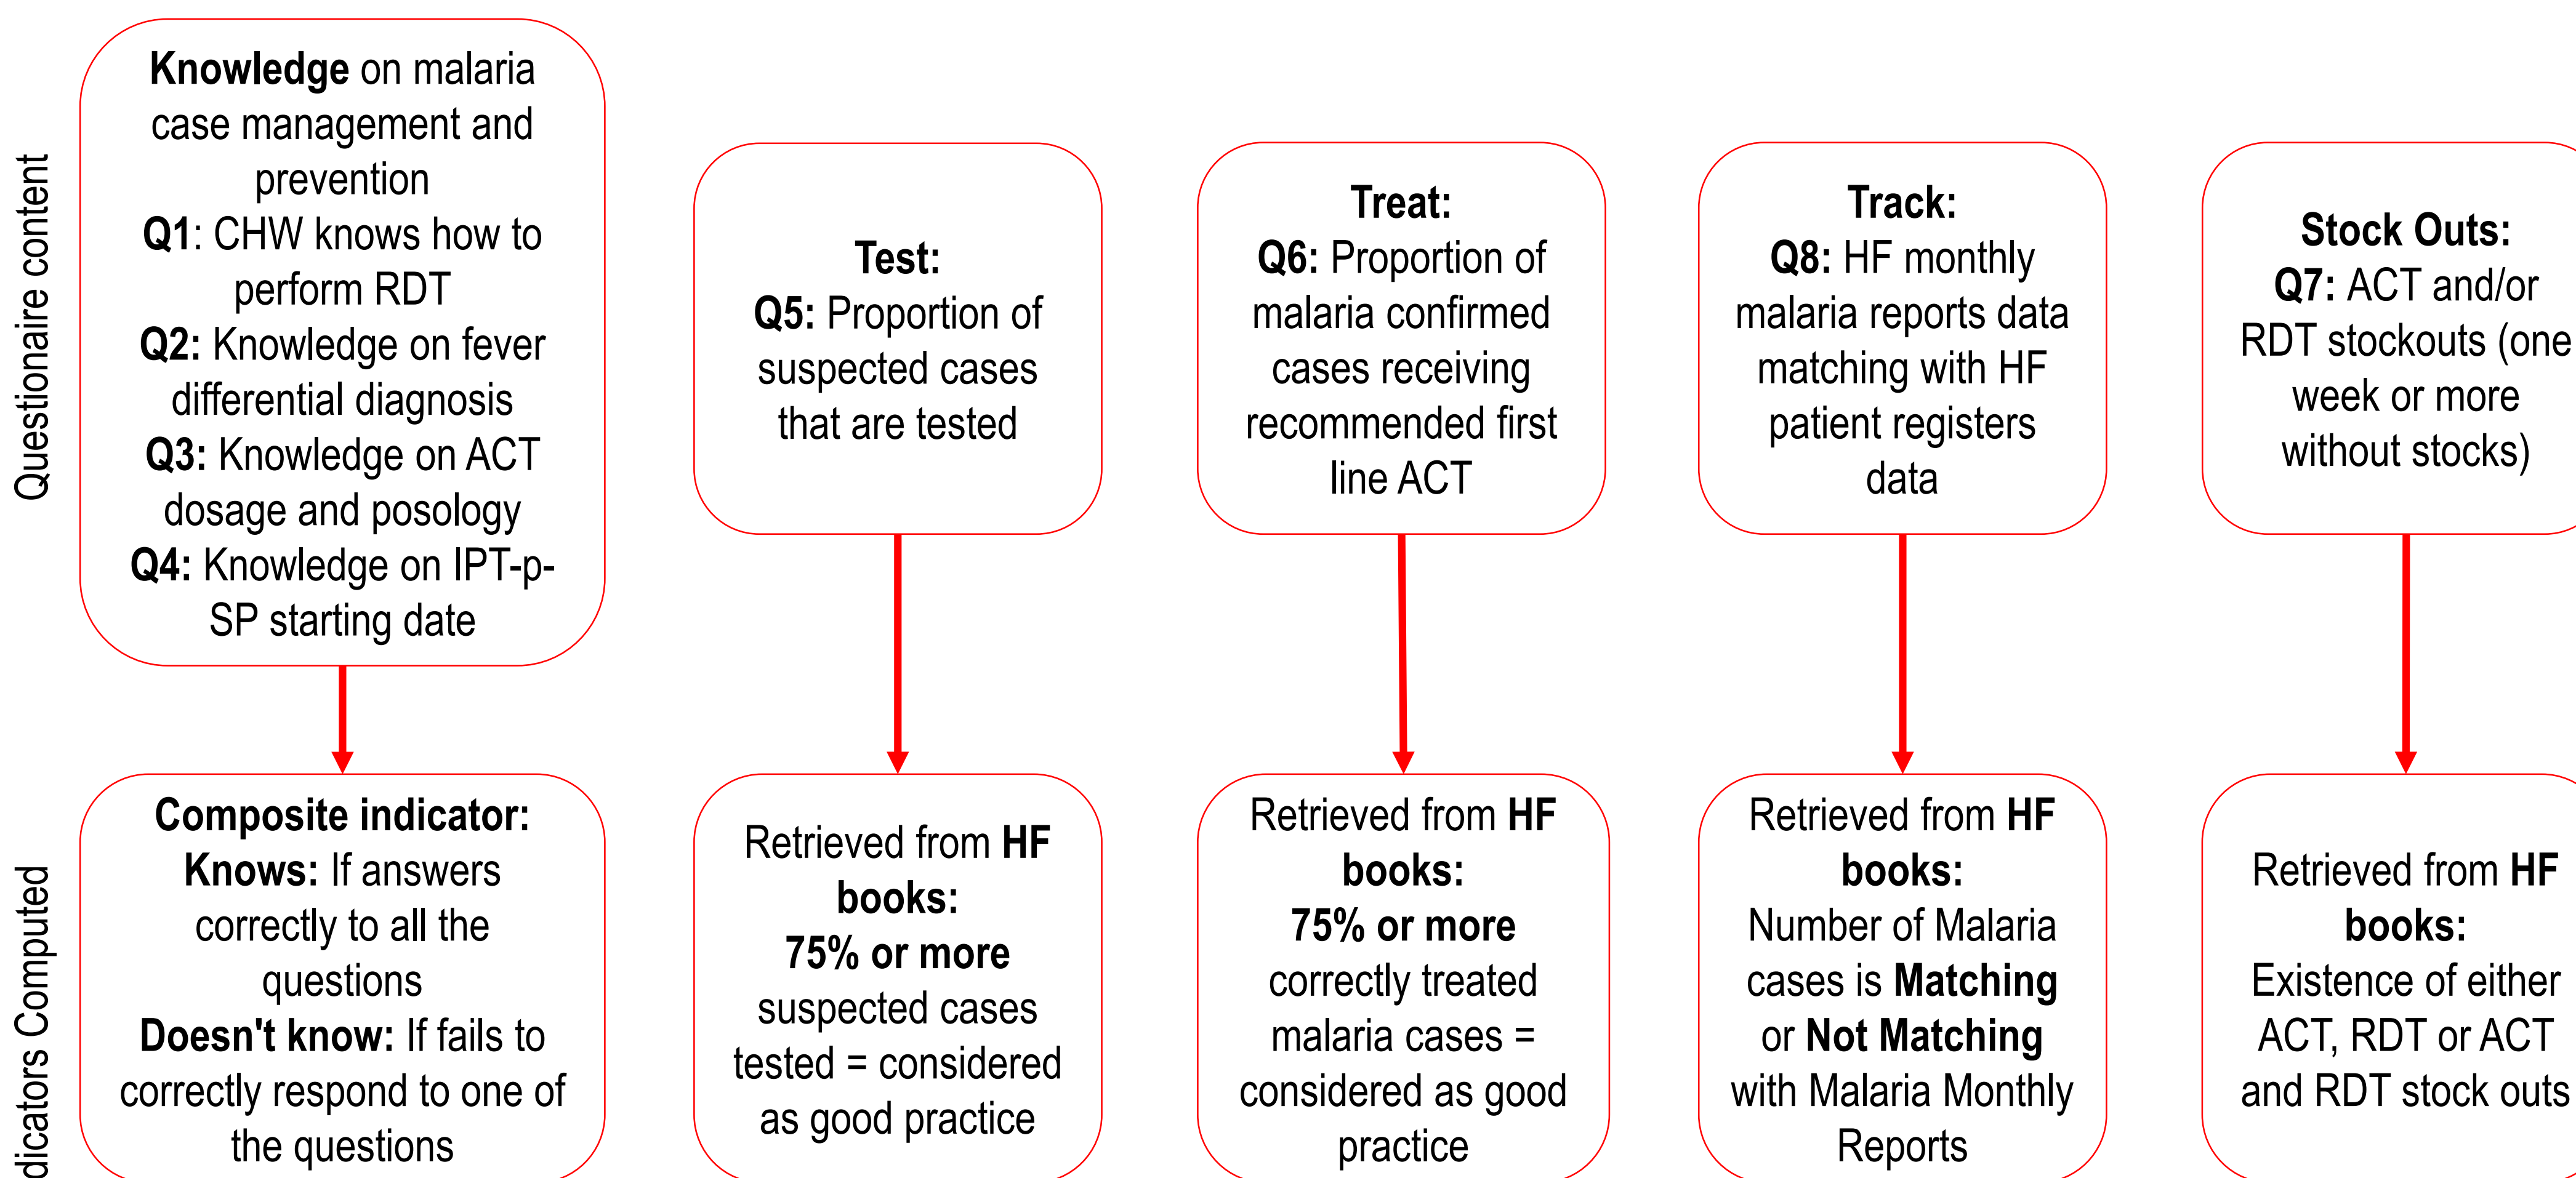 Questionaire content
Knowledge on malaria
case management and
prevention
Q1: CHW knows how to
perform RDT
Q2: Knowledge on fever
differential diagnosis
Q3: Knowledge on ACT
dosage and posology
Q4: Knowledge on IPT-p-
SP starting date
Test:
Q5: Proportion of
suspected cases
that are tested
Treat:
Q6: Proportion of
malaria confirmed
cases receiving
recommended first
line ACT
Track:
Q8: HF monthly
malaria reports data
matching with HF
patient registers
data
Stock Outs:
Q7: ACT and/or
RDT stockouts (one
week or more
without stocks)
dicators Computed
Composite indicator:
Knows: If answers
correctly to all the
questions
Doesn't know: If fails to
correctly respond to one of
the questions
Retrieved from HF
books:
75% or more
suspected cases
tested = considered
as good practice
Retrieved from HF
books:
75% or more
correctly treated
malaria cases =
considered as good
practice
Retrieved from HF
books:
Number of Malaria
cases is Matching
or Not Matching
with Malaria Monthly
Reports
Retrieved from HF
books:
Existence of either
ACT, RDT or ACT
and RDT stock outs